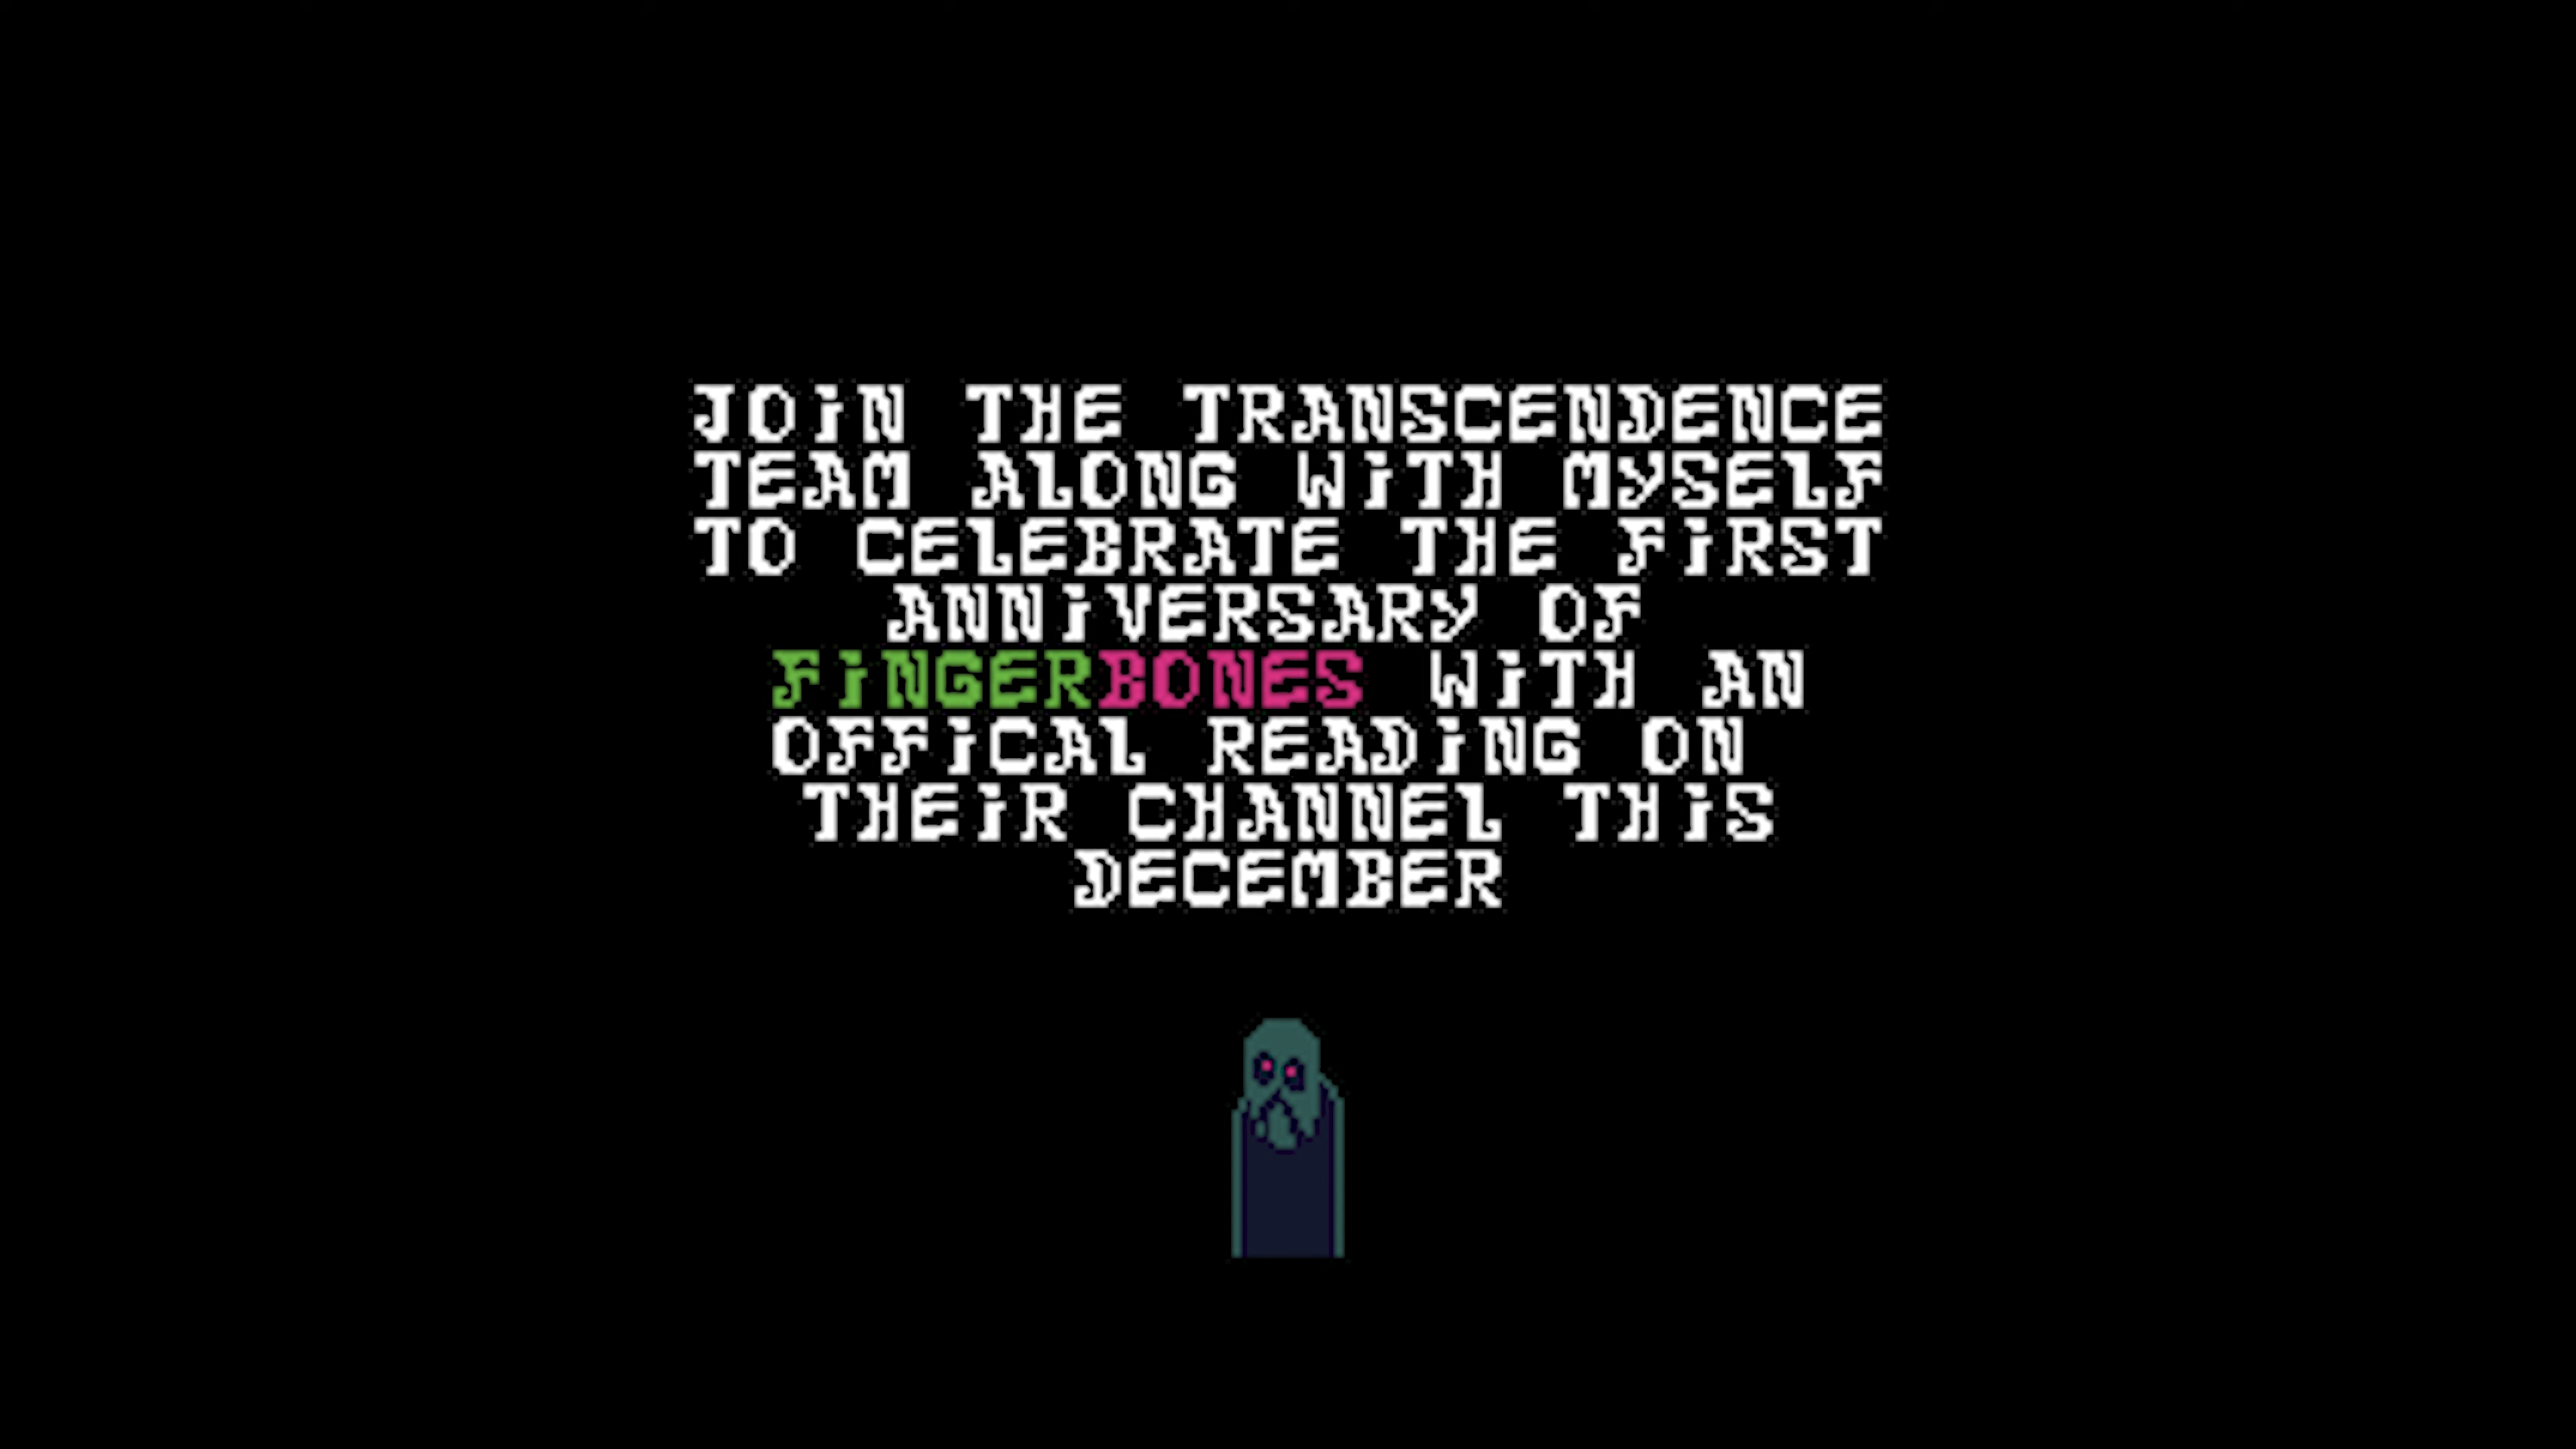 JOiN THE TRANSCENDENCE
TEAM ALONG WiTH MYSELF
TO CELEBRATE THE FiRST
ANNiVERSARY OF
FiNGERBONES WiTH AN
OFFiCAL READiNG ON
THEiR CHANNEL THiS
DECEMBER